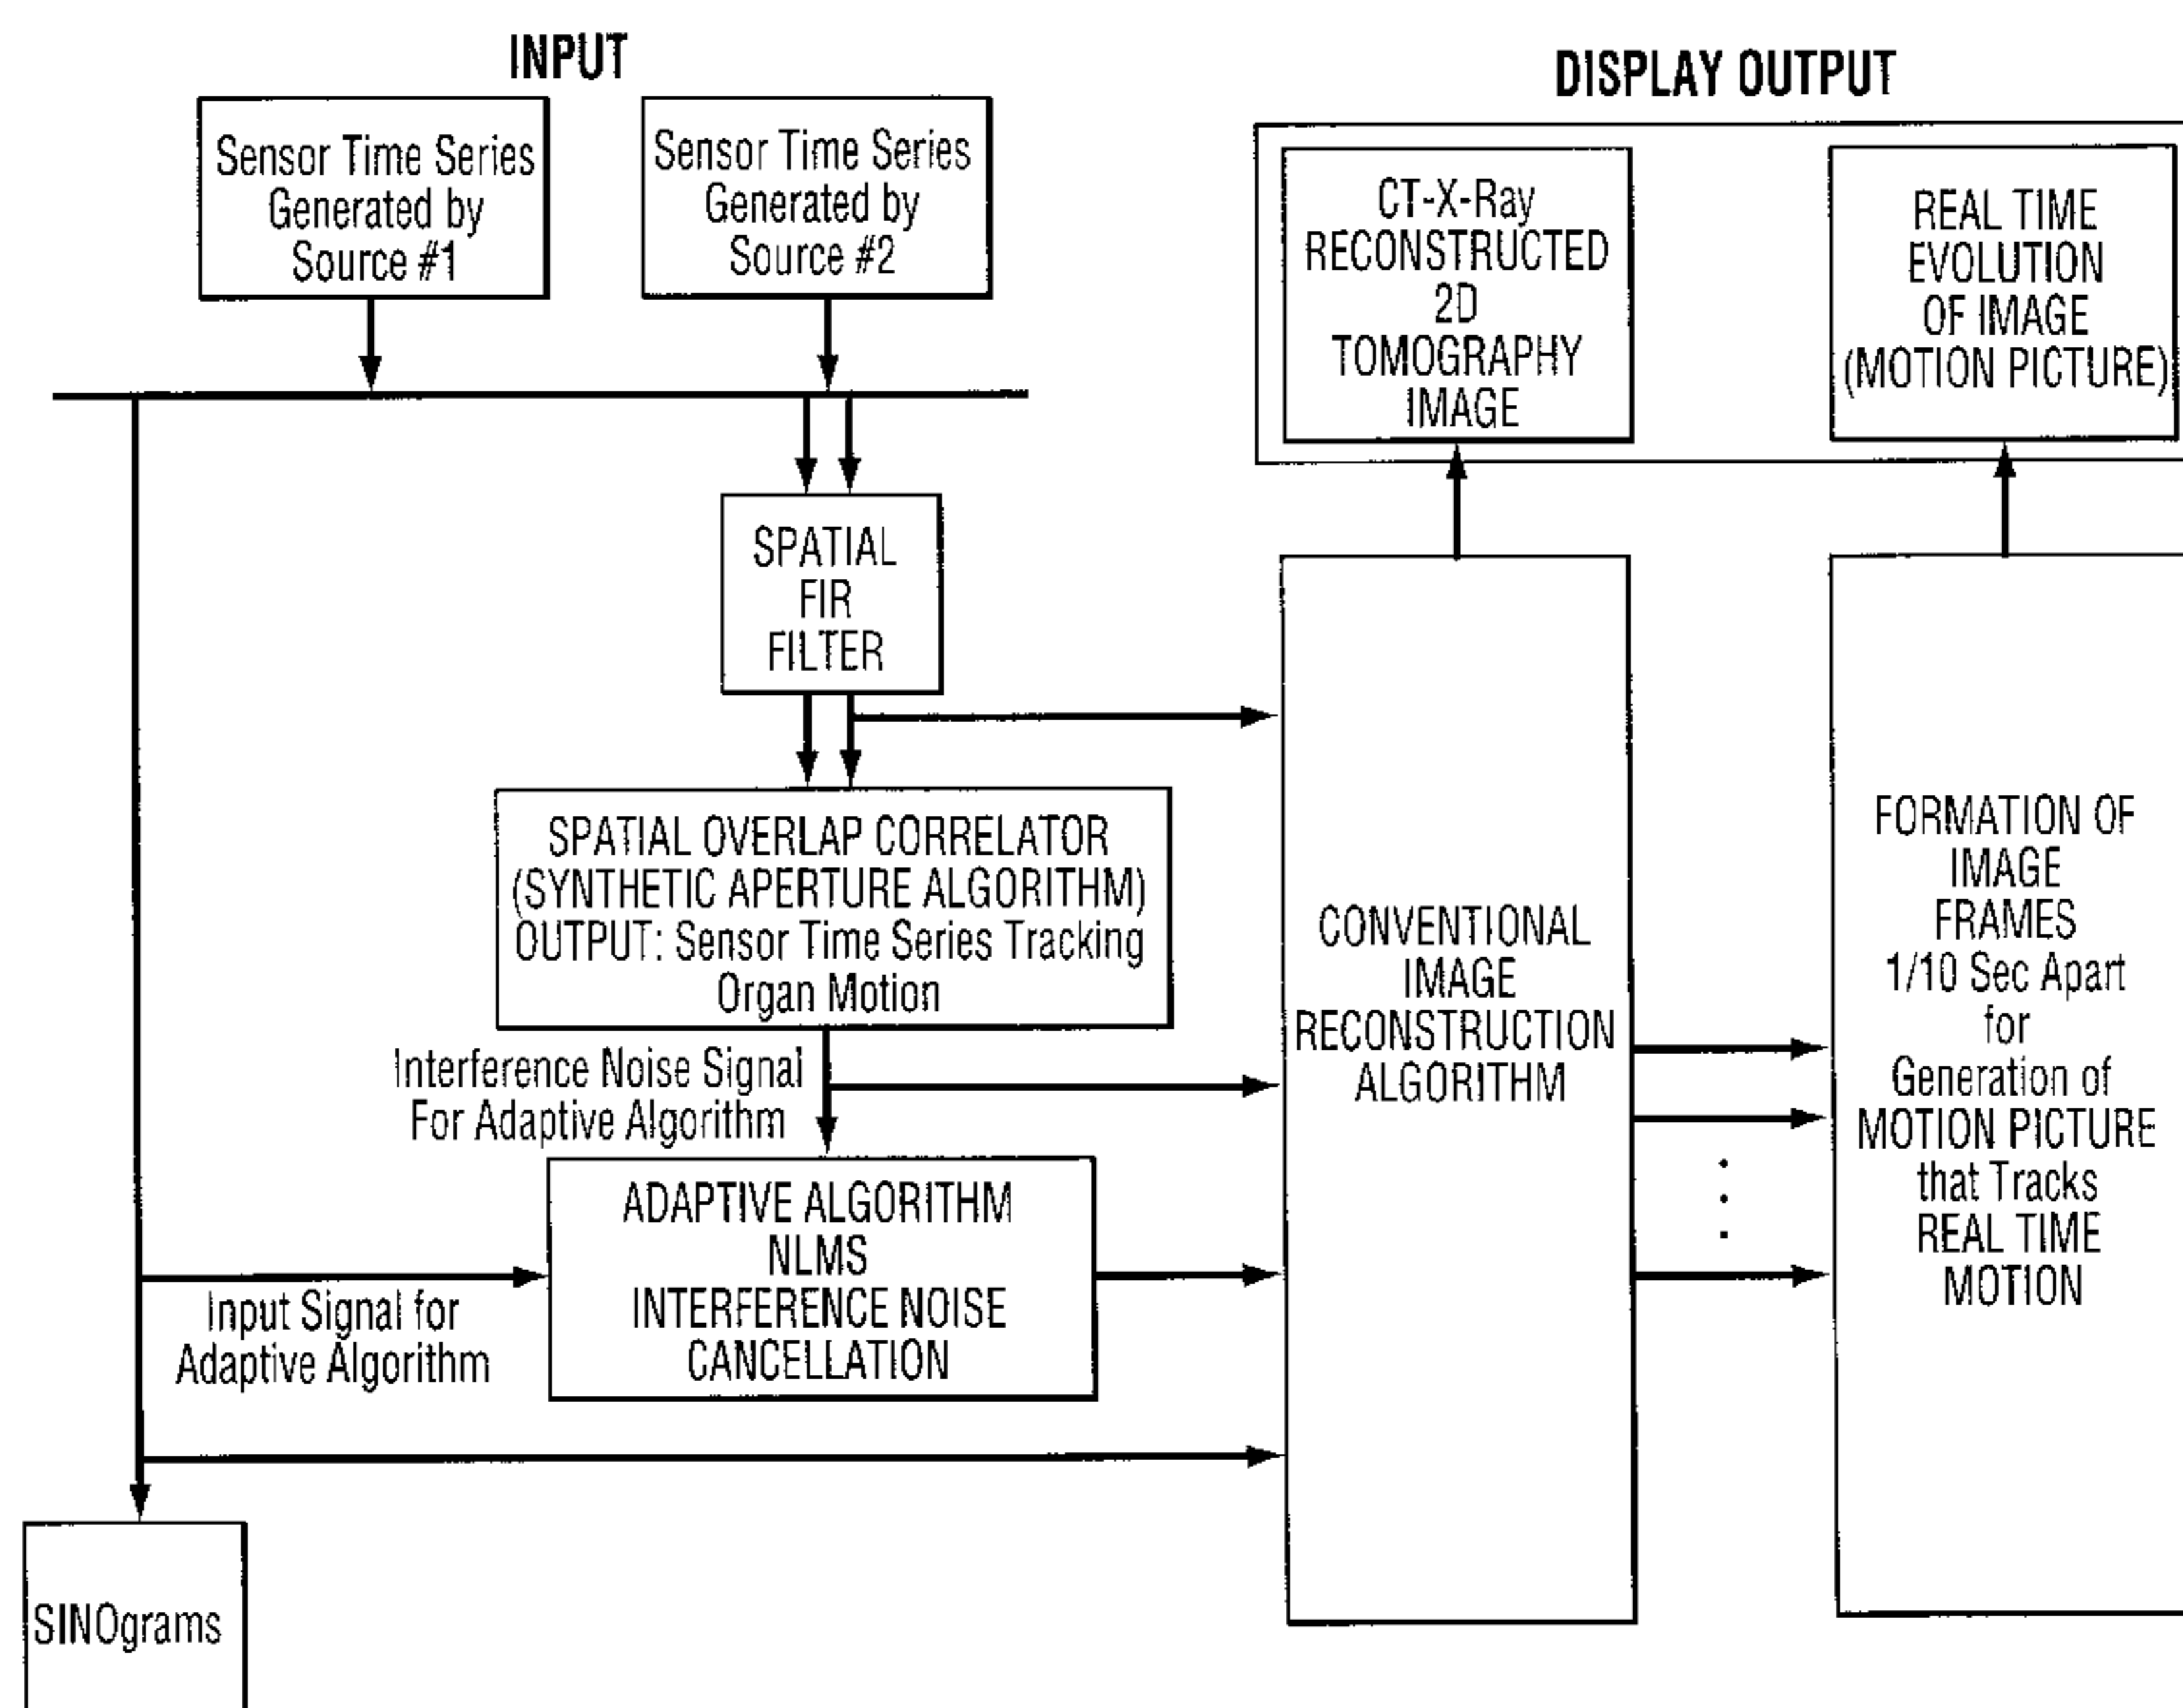 INPUT
Sensor Time Series
Generated by
Source #1
Sensor Time Series
Generated by
Source #2
DISPLAY OUTPUT
CT-X-Ray
RECONSTRUCTED
2D
TOMOGRAPHY
IMAGE
REAL TIME
EVOLUTION
OF IMAGE
(MOTION PICTURE)
SPATIAL
FIR
FILTER
SPATIAL OVERLAP CORRELATOR
(SYNTHETIC APERTURE ALGORITHM)
OUTPUT: Sensor Time Series Tracking
Organ Motion
Interference Noise Signal
For Adaptive Algorithm
ADAPTIVE ALGORITHM
NLMS
INTERFERENCE NOISE
CANCELLATION
Input Signal for
Adaptive Algorithm
SINOgrams
CONVENTIONAL
IMAGE
RECONSTRUCTION
ALGORITHM
FORMATION OF
IMAGE
FRAMES
1/10 Sec Apart
for
Generation of
MOTION PICTURE
that Tracks
REAL TIME
MOTION